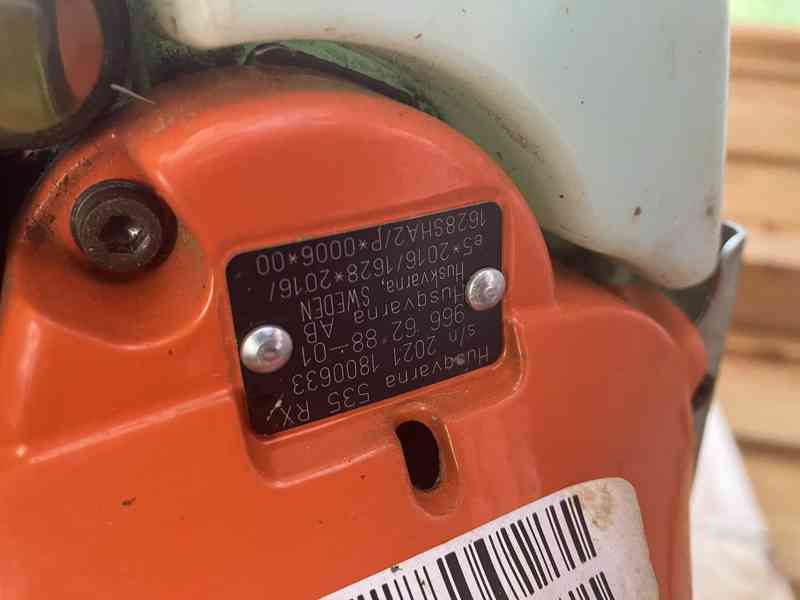 Husqvarna 535 RX
s/n 2021 1800633
966 62 88-01
Husqvarna AB
Huskvarna, SWEDEN
e5*2016/1628*2016/
1628SHA2/P*0006*00